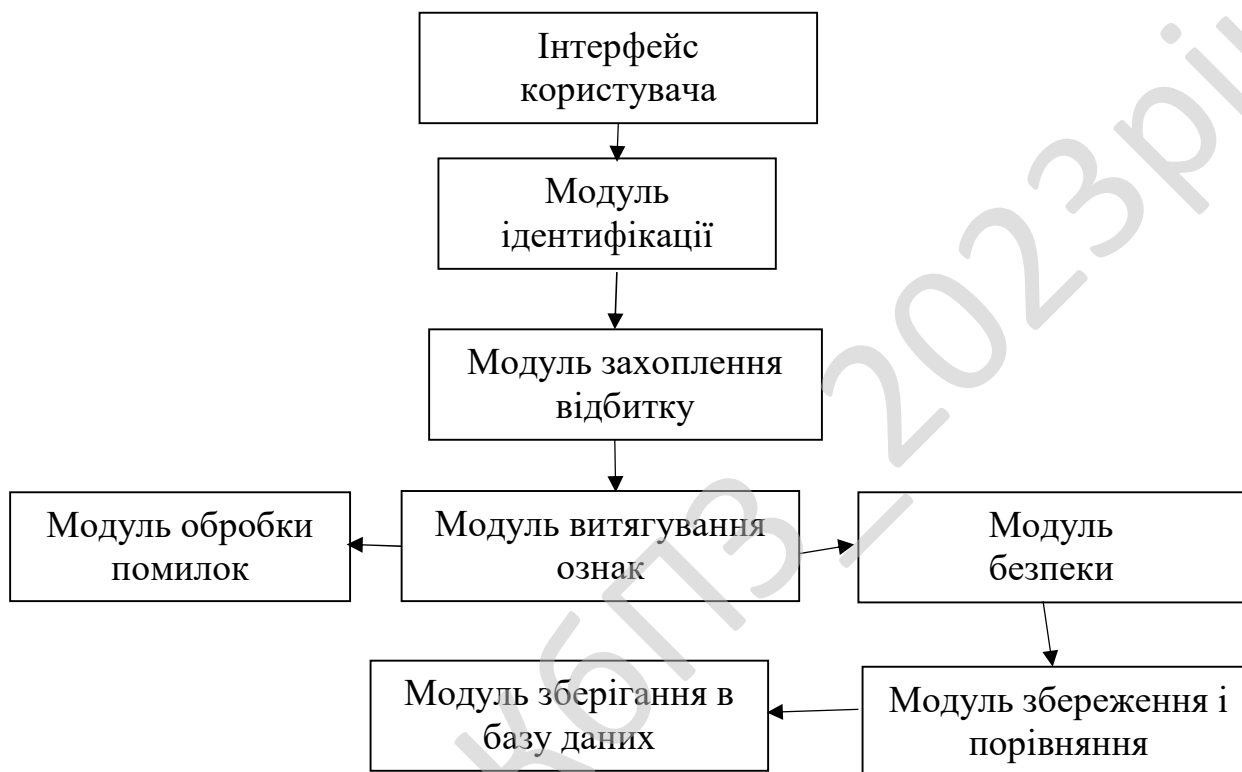 Інтерфейс
користувача
Модуль
ідентифікації
Модуль захоплення
відбитку
Модуль обробки
помилок
Модуль витягування
ознак
Модуль
безпеки
Модуль зберігання в
базу даних
Модуль збереження і
порівняння
КбПЗ_2023рік